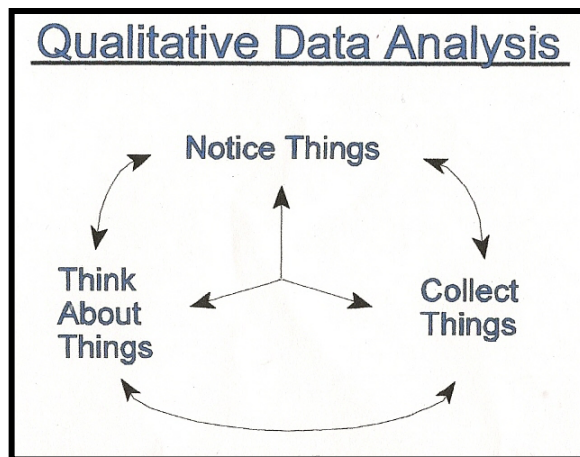 Qualitative Data Analysis
Notice Things
Think
About
Things
Collect
Things